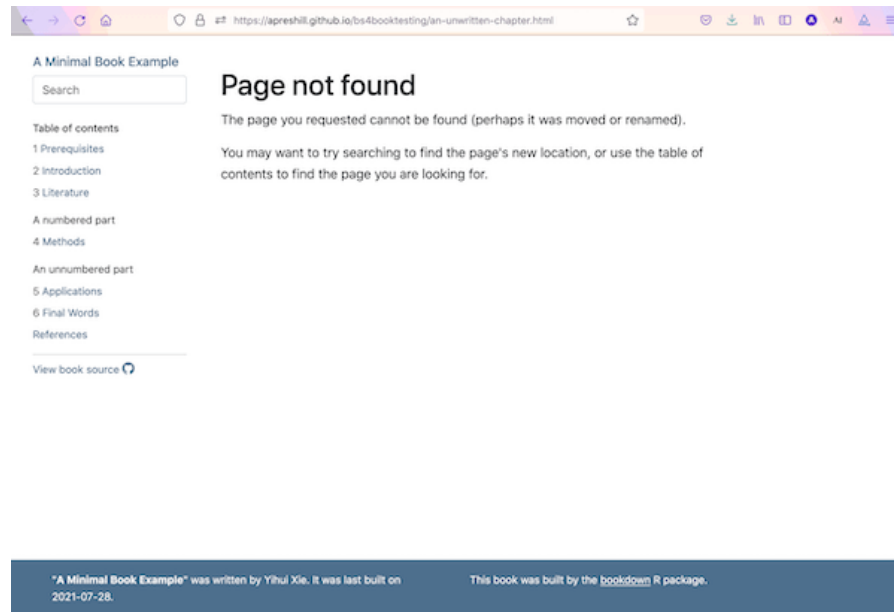 https://apreshill.github.io/bs4booktesting/an-unwritten-chapter.html
A Minimal Book Example
Search
Table of contents
1 Prerequisites
2 Introduction
3 Literature
A numbered part
4 Methods
An unnumbered part
5 Applications
6 Final Words
References
View book source
Page not found
The page you requested cannot be found (perhaps it was moved or renamed).
You may want to try searching to find the page's new location, or use the table of
contents to find the page you are looking for.
"A Minimal Book Example" was written by Yihui Xie. It was last built on
2021-07-28.
This book was built by the bookdown R package.